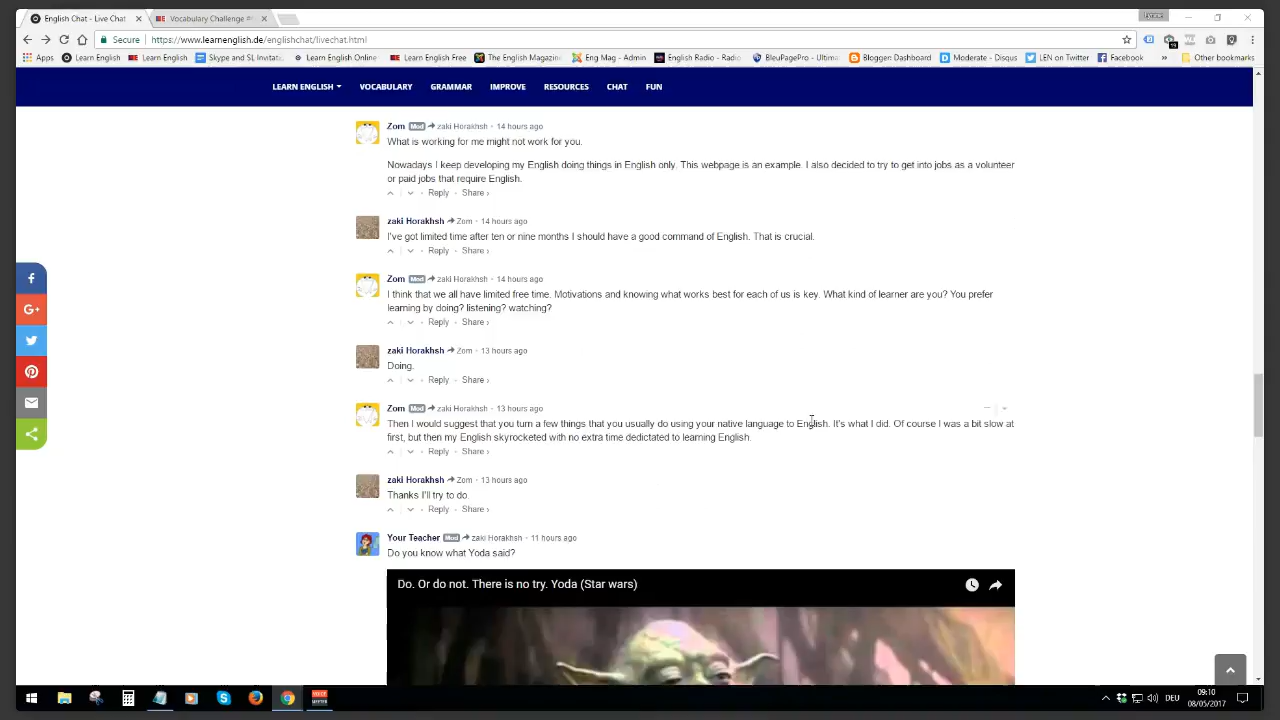 English Chat - Live Chat
Vocabulary Challenge
Secure
https://www.learnenglish.de/englishchat/livechat.html
Apps
Learn English
Learn English
Skype and SL Invitat
Learn English Online
Learn English Free
The English Magazin
Eng Mag - Admin
English Radio - Radio
BleuPagePro - Ultim
Blogger: Dashboard
Moderate - Disqus
LEN on Twitter
Facebook
Other bookmarks
LEARN ENGLISH VOCABULARY GRAMMAR IMPROVE RESOURCES CHAT FUN
Zom Mod zaki Horakhsh • 14 hours ago
What is working for me might not work for you.
Nowadays I keep developing my English doing things in English only. This webpage is an example. I also decided to try to get into jobs as a volunteer
or paid jobs that require English.
Reply • Share ›
zaki Horakhsh Zom • 14 hours ago
I've got limited time after ten or nine months I should have a good command of English. That is crucial.
Reply • Share ›
Zom Mod zaki Horakhsh • 14 hours ago
I think that we all have limited free time. Motivations and knowing what works best for each of us is key. What kind of learner are you? You prefer
learning by doing? listening? watching?
Reply • Share ›
zaki Horakhsh Zom • 13 hours ago
Doing.
Reply • Share ›
Zom Mod zaki Horakhsh • 13 hours ago
Then I would suggest that you turn a few things that you usually do using your native language to English. It's what I did. Of course I was a bit slow at
first, but then my English skyrocketed with no extra time dedictated to learning English.
Reply • Share ›
zaki Horakhsh Zom • 13 hours ago
Thanks I'll try to do.
Reply • Share ›
Your Teacher Mod zaki Horakhsh • 11 hours ago
Do you know what Yoda said?
Do. Or do not. There is no try. Yoda (Star wars)
DEU
09:10
08/05/2017